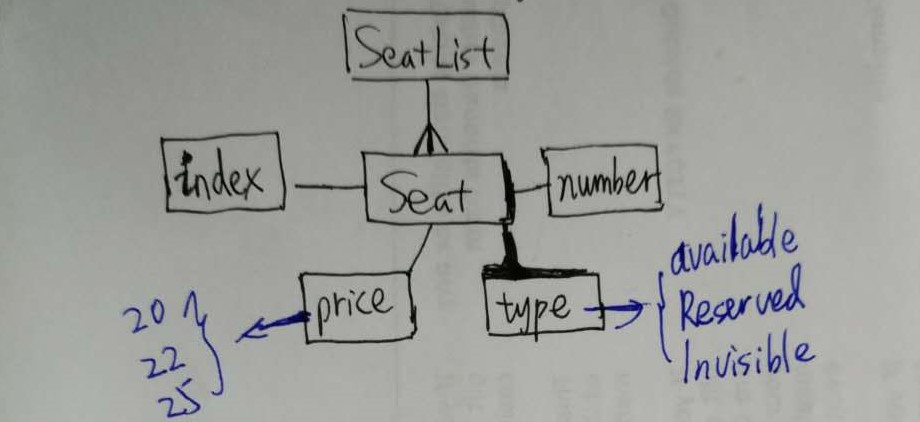 SeatList
index
Seat
number
price
type
20
22
25
available
Reserved
Invisible